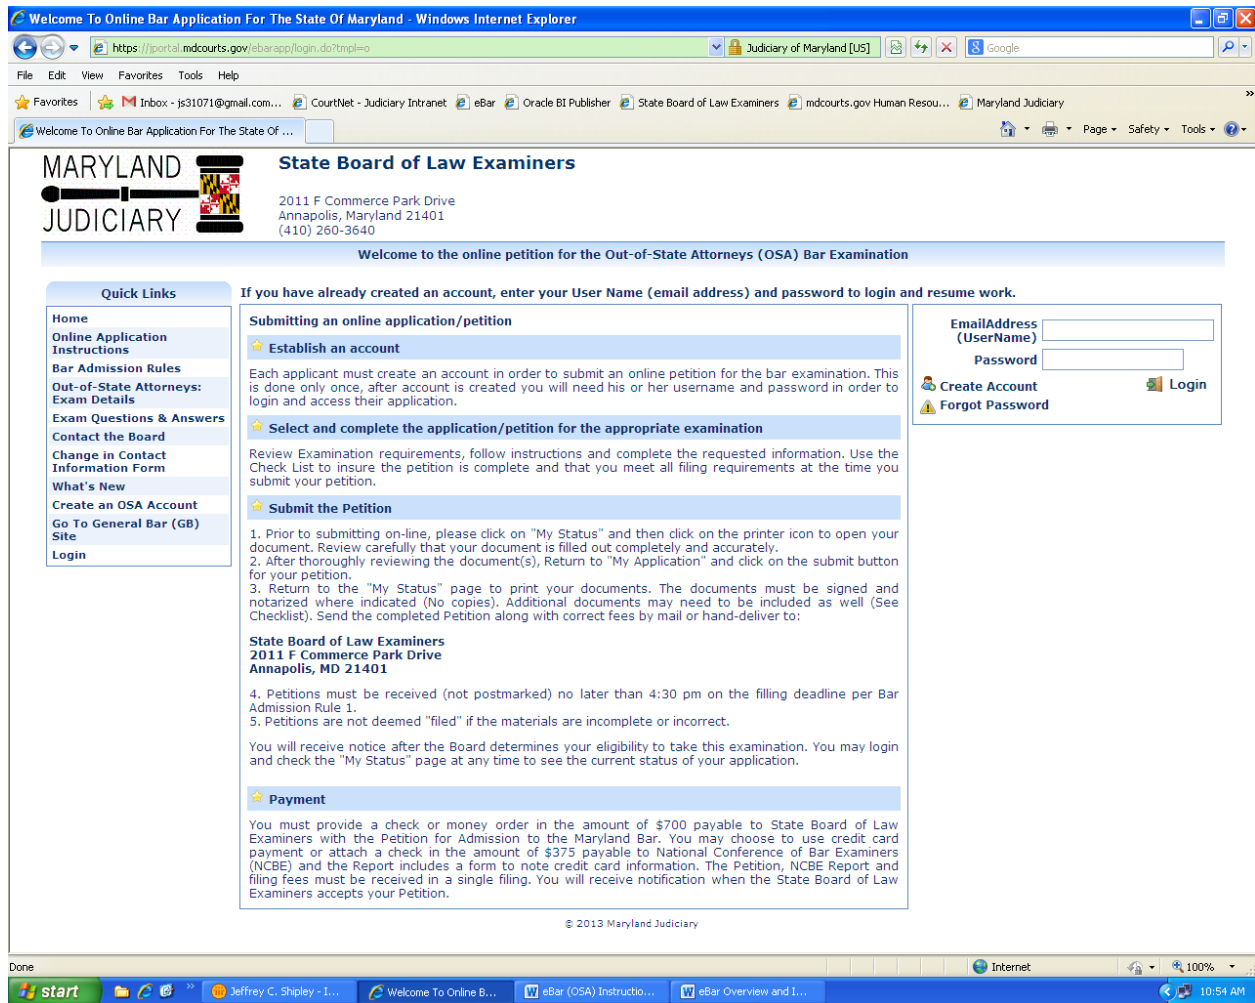 Welcome To Online Bar Application For The State Of Maryland - Windows Internet Explorer
https://jportal.mdcourts.gov/ebarapp/login.do?tmpl=o
Judiciary of Maryland [US]
Google
File Edit View Favorites Tools Help
Favorites
Inbox - js31071@gmail.com...
CourtNet - Judiciary Intranet
eBar
Oracle BI Publisher
State Board of Law Examiners
mdcourts.gov Human Resou...
Maryland Judiciary
Welcome To Online Bar Application For The State Of ...
Page
Safety
Tools
MARYLAND
JUDICIARY
State Board of Law Examiners
2011 F Commerce Park Drive
Annapolis, Maryland 21401
(410) 260-3640
Welcome to the online petition for the Out-of-State Attorneys (OSA) Bar Examination
Quick Links
Home
Online Application
Instructions
Bar Admission Rules
Out-of-State Attorneys:
Exam Details
Exam Questions & Answers
Contact the Board
Change in Contact
Information Form
What's New
Create an OSA Account
Go To General Bar (GB)
Site
Login
If you have already created an account, enter your User Name (email address) and password to login and resume work.
Submitting an online application/petition
Establish an account
Each applicant must create an account in order to submit an online petition for the bar examination. This
is done only once, after account is created you will need his or her username and password in order to
login and access their application.
Select and complete the application/petition for the appropriate examination
Review Examination requirements, follow instructions and complete the requested information. Use the
Check List to insure the petition is complete and that you meet all filing requirements at the time you
submit your petition.
Submit the Petition
1. Prior to submitting on-line, please click on "My Status" and then click on the printer icon to open your
document. Review carefully that your document is filled out completely and accurately.
2. After thoroughly reviewing the document(s), Return to "My Application" and click on the submit button
for your petition.
3. Return to the "My Status" page to print your documents. The documents must be signed and
notarized where indicated (No copies). Additional documents may need to be included as well (See
Checklist). Send the completed Petition along with correct fees by mail or hand-deliver to:
State Board of Law Examiners
2011 F Commerce Park Drive
Annapolis, MD 21401
4. Petitions must be received (not postmarked) no later than 4:30 pm on the filling deadline per Bar
Admission Rule 1.
5. Petitions are not deemed "filed" if the materials are incomplete or incorrect.
You will receive notice after the Board determines your eligibility to take this examination. You may login
and check the "My Status" page at any time to see the current status of your application.
Payment
You must provide a check or money order in the amount of $700 payable to State Board of Law
Examiners with the Petition for Admission to the Maryland Bar. You may choose to use credit card
payment or attach a check in the amount of $375 payable to National Conference of Bar Examiners
(NCBE) and the Report includes a form to note credit card information. The Petition, NCBE Report and
filing fees must be received in a single filing. You will receive notification when the State Board of Law
Examiners accepts your Petition.
EmailAddress
(UserName)
Password
Create Account
Login
Forgot Password
© 2013 Maryland Judiciary
Done
Internet
100%
start
Jeffrey C. Shipley - I...
Welcome To Online B...
eBar (OSA) Instructio...
eBar Overview and I...
10:54 AM